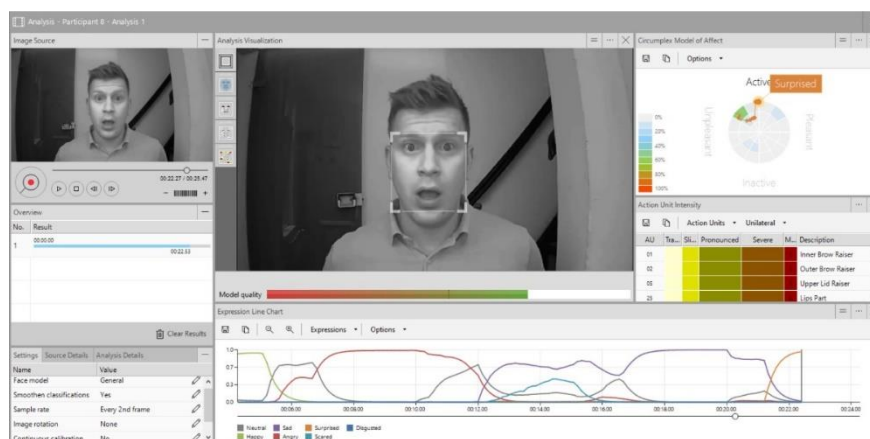 Analysis - Participant 8 - Analysis 1
Image Source
00:22.27 / 00:25.47
Overview
No. Result
1 00:00.00
00:22.33
Clear Results
Settings Source Details Analysis Details
Name Value
Face model General
Smoothen classifications Yes
Sample rate Every 2nd frame
Image rotation None
Continuous calibration No
Analysis Visualization
Model quality
Circumplex Model of Affect
Options
Active
Surprised
Unpleasant
Pleasant
Inactive
0%
20%
40%
60%
80%
100%
Action Unit Intensity
Action Units Unilateral
AU Tra... Sli... Pronounced Severe M... Description
01 Inner Brow Raiser
02 Outer Brow Raiser
05 Upper Lid Raiser
25 Lips Part
Expression Line Chart
Expressions Options
1.0
0.7
0.3
0.0
00:06.00 00:08.00 00:10.00 00:12.00 00:14.00 00:16.00 00:18.00 00:20.00 00:22.00 00:24.00
Neutral Sad Surprised Disgusted
Happy Angry Scared